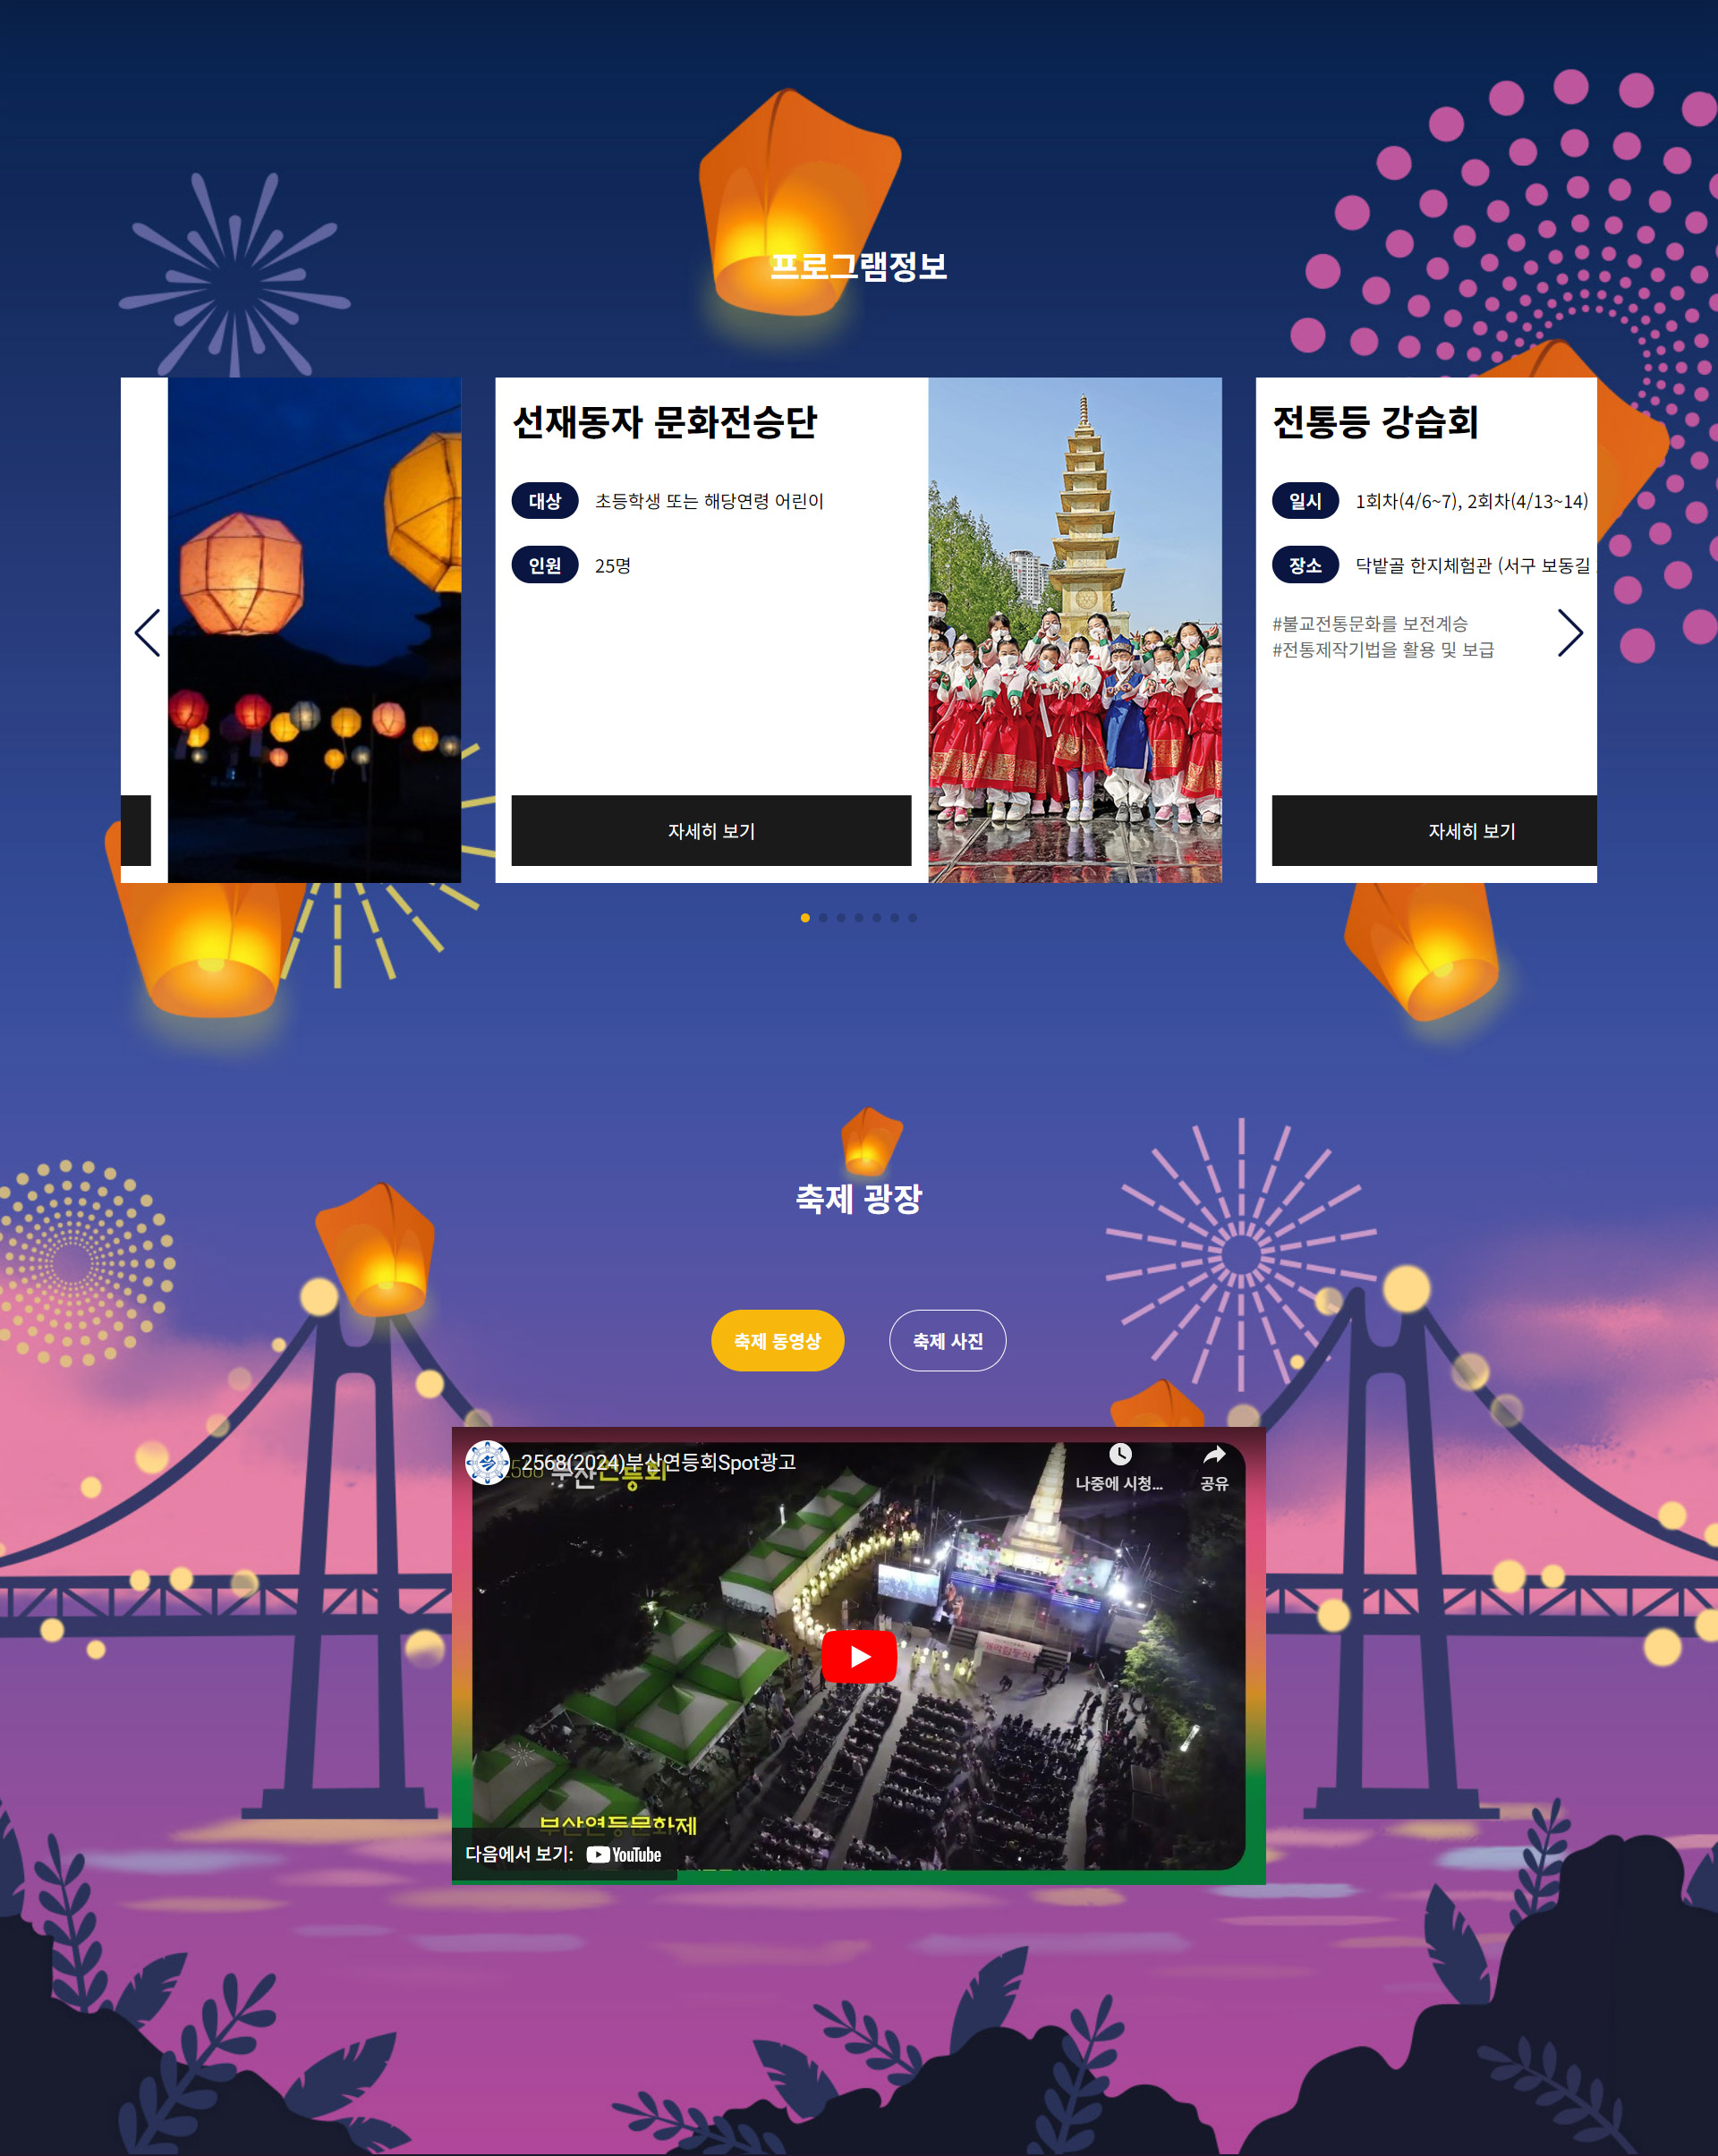 프로그램정보
선재동자 문화전승단
대상 초등학생 또는 해당연령 어린이
인원 25명
자세히 보기
전통등 강습회
일시 1회차(4/6~7), 2회차(4/13~14)
장소 닥밭골 한지체험관 (서구 보동길
#불교전통문화를 보전계승
#전통제작기법을 활용 및 보급
자세히 보기
축제 광장
축제 동영상
축제 사진
2568(2024)부산연등회Spot광고
나중에 시청...
공유
2568 부산연등회
부산연등문화제
다음에서 보기: YouTube